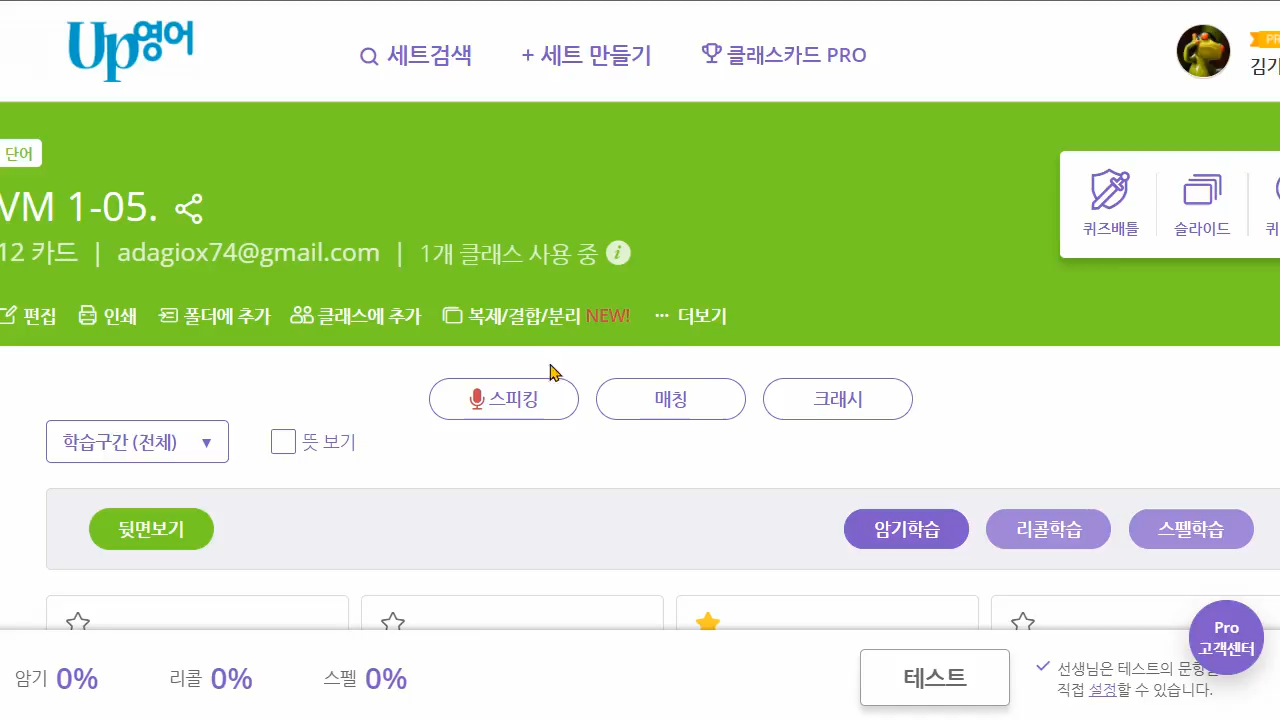 Up영어
세트검색
+ 세트 만들기
클래스카드 PRO
PR
김기
단어
VM 1-05.
12 카드 | adagiox74@gmail.com | 1개 클래스 사용 중 i
퀴즈배틀
슬라이드
퀴
편집
인쇄
폴더에 추가
클래스에 추가
복제/결합/분리 NEW!
··· 더보기
스피킹
매칭
크래시
학습구간 (전체) ▼
뜻 보기
뒷면보기
암기학습
리콜학습
스펠학습
암기 0%
리콜 0%
스펠 0%
테스트
선생님은 테스트의 문항
직접 설정할 수 있습니다.
Pro
고객센터